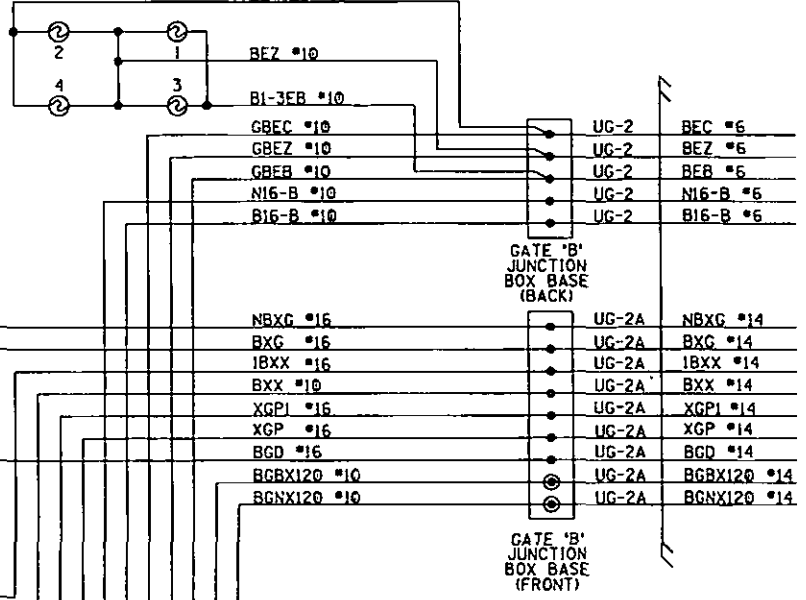 2 1
BEZ #10
4 3
B1-3EB #10
GBEC #10 UG-2 BEC #6
GBEZ #10 UG-2 BEZ #6
GBEB #10 UG-2 BEB #6
N16-B #10 UG-2 N16-B #6
B16-B #10 UG-2 B16-B #6
GATE 'B'
JUNCTION
BOX BASE
(BACK)
NBXG #16 UG-2A NBXG #14
BXG #16 UG-2A BXG #14
1BXX #16 UG-2A 1BXX #14
BXX #10 UG-2A BXX #14
XGP1 #16 UG-2A XGP1 #14
XGP #16 UG-2A XGP #14
BGD #16 UG-2A BGD #14
BGBX120 #10 UG-2A BGBX120 #14
BGNX120 #10 UG-2A BGNX120 #14
GATE 'B'
JUNCTION
BOX BASE
(FRONT)